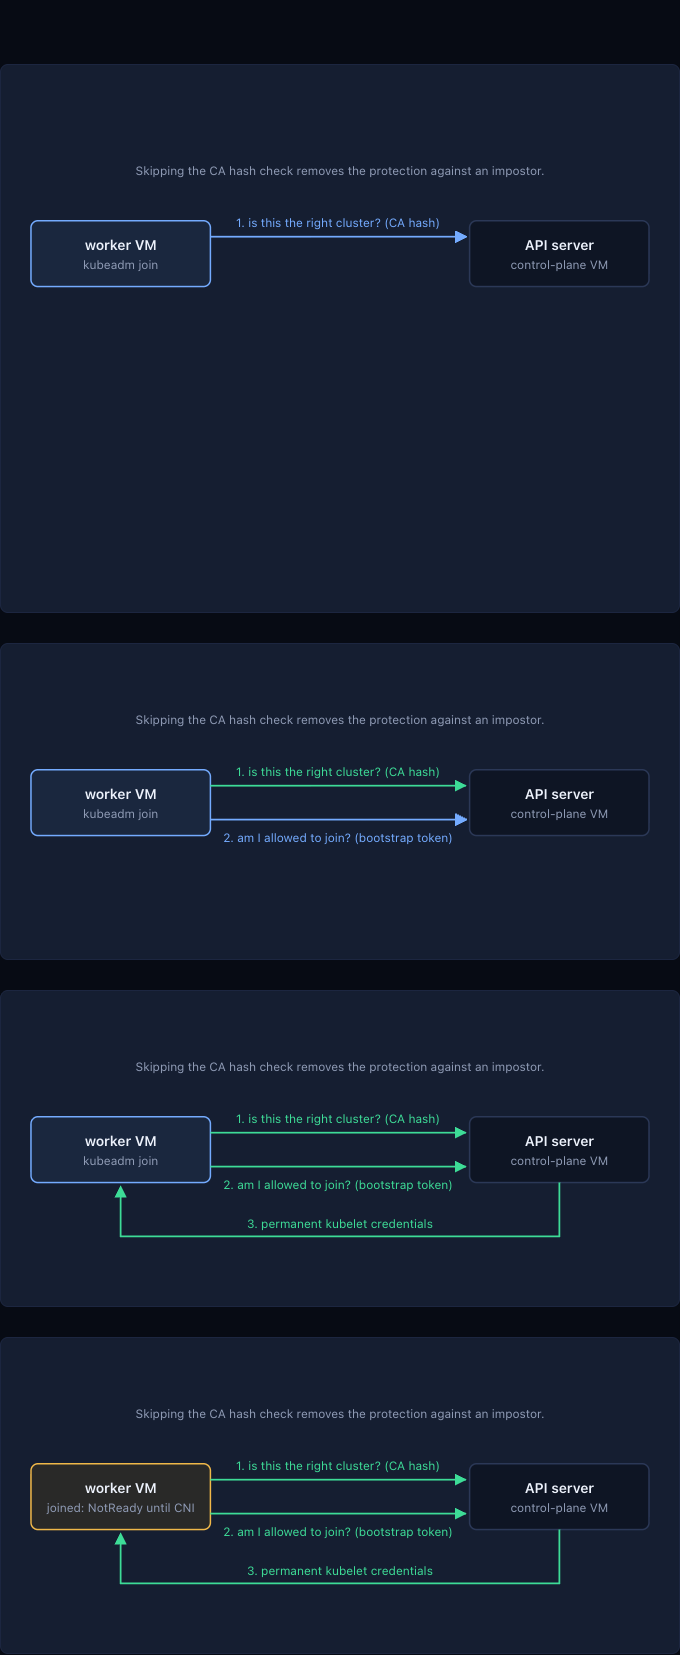 Skipping the CA hash check removes the protection against an impostor.
1. is this the right cluster? (CA hash)
worker VM
kubeadm join
API server
control-plane VM
Skipping the CA hash check removes the protection against an impostor.
1. is this the right cluster? (CA hash)
worker VM
kubeadm join
API server
control-plane VM
2. am I allowed to join? (bootstrap token)
Skipping the CA hash check removes the protection against an impostor.
1. is this the right cluster? (CA hash)
worker VM
kubeadm join
API server
control-plane VM
2. am I allowed to join? (bootstrap token)
3. permanent kubelet credentials
Skipping the CA hash check removes the protection against an impostor.
1. is this the right cluster? (CA hash)
worker VM
joined: NotReady until CNI
API server
control-plane VM
2. am I allowed to join? (bootstrap token)
3. permanent kubelet credentials